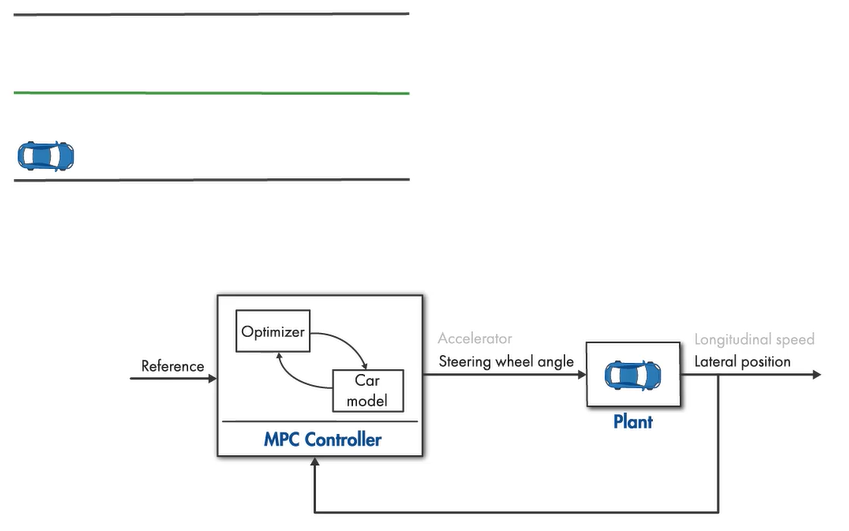 Optimizer
Accelerator
Longitudinal speed
Reference
Steering wheel angle
Lateral position
Car
model
Plant
MPC Controller